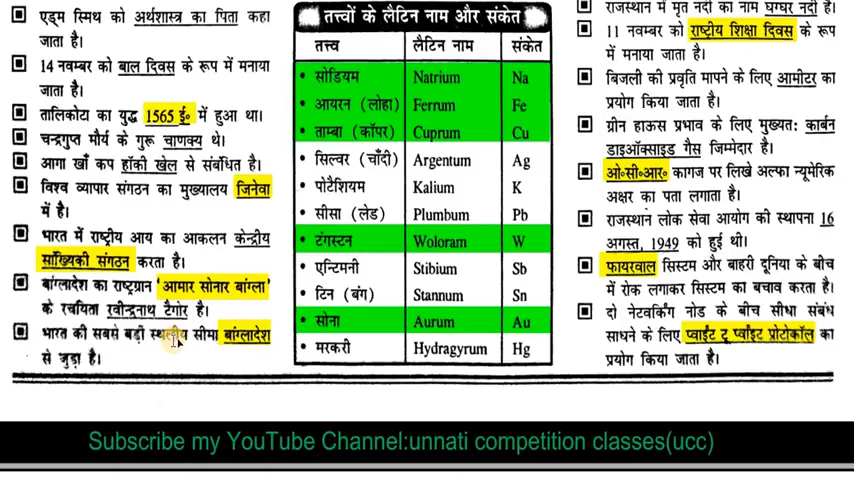 एडम स्मिथ को अर्थशास्त्र का पिता कहा
जाता है।
14 नवम्बर को बाल दिवस के रूप में मनाया
जाता है।
तालिकोटा का युद्ध 1565 ई० में हुआ था।
चन्द्रगुप्त मौर्य के गुरू चाणक्य थे।
आगा खाँ कप हॉकी खेल से संबंधित है।
विश्व व्यापार संगठन का मुख्यालय जिनेवा
में है।
भारत में राष्ट्रीय आय का आकलन केन्द्रीय
सांख्यिकी संगठन करता है।
बांग्लादेश का राष्ट्रग्रान 'आमार सोनार बांग्ला'
के रचयिता रवीन्द्रनाथ टैगोर है।
भारत की सबसे बड़ी स्थलीय सीमा बांग्लादेश
से जुड़ा है।
तत्त्वों के लैटिन नाम और संकेत
तत्त्व लैटिन नाम संकेत
• सोडियम Natrium Na
• आयरन (लोहा) Ferrum Fe
• ताम्बा (कॉपर) Cuprum Cu
• सिल्वर (चाँदी) Argentum Ag
• पोटैशियम Kalium K
• सीसा (लेड) Plumbum Pb
• टंगस्टन Woloram W
• एन्टिमनी Stibium Sb
• टिन (बंग) Stannum Sn
• सोना Aurum Au
• मरकरी Hydragyrum Hg
राजस्थान में मृत नदी का नाम घग्घर नदी है।
11 नवम्बर को राष्ट्रीय शिक्षा दिवस के रूप
में मनाया जाता है।
बिजली की प्रवृति मापने के लिए आमीटर का
प्रयोग किया जाता है।
ग्रीन हाऊस प्रभाव के लिए मुख्यत: कार्बन
डाइऑक्साइड गैस जिम्मेदार है।
ओ०सी०आर० कागज पर लिखे अल्फा न्यूमेरिक
अक्षर का पता लगाता है।
राजस्थान लोक सेवा आयोग की स्थापना 16
अगस्त, 1949 को हुई थी।
फायरवाल सिस्टम और बाहरी दूनिया के बीच
में रोक लगाकर सिस्टम का बचाव करता है।
दो नेटवर्किंग नोड के बीच सीधा संबंध
साधने के लिए प्वाईंट टू प्वाइंट प्रोटोकॉल का
प्रयोग किया जाता है।
Subscribe my YouTube Channel:unnati competition classes(ucc)